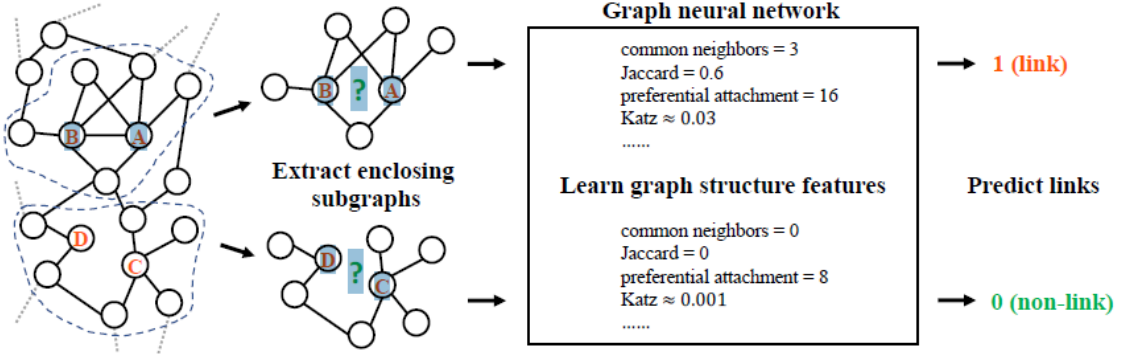 Graph neural network
B
A
B
?
A
common neighbors = 3
Jaccard = 0.6
preferential attachment = 16
Katz ≈ 0.03
......
1 (link)
Extract enclosing
subgraphs
Learn graph structure features
Predict links
D
C
D
?
C
common neighbors = 0
Jaccard = 0
preferential attachment = 8
Katz ≈ 0.001
......
0 (non-link)